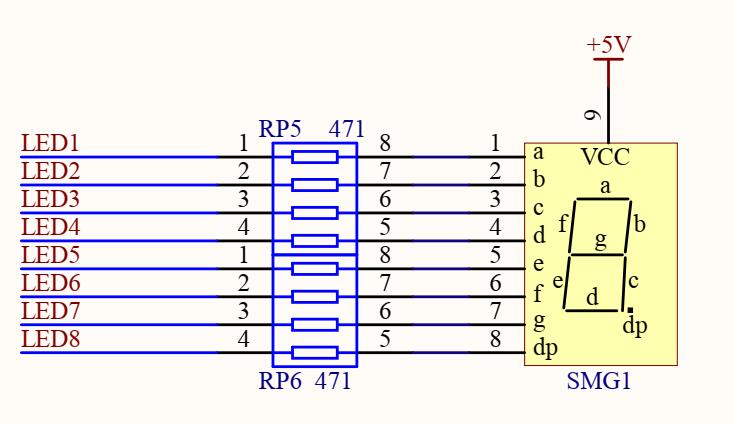 +5V
9
RP5 471
LED1 1 8 1 a VCC
LED2 2 7 2 b a
LED3 3 6 3 c f b
LED4 4 5 4 d g
LED5 1 8 5 e e c
LED6 2 7 6 f d
LED7 3 6 7 g dp
LED8 4 5 8 dp
RP6 471 SMG1